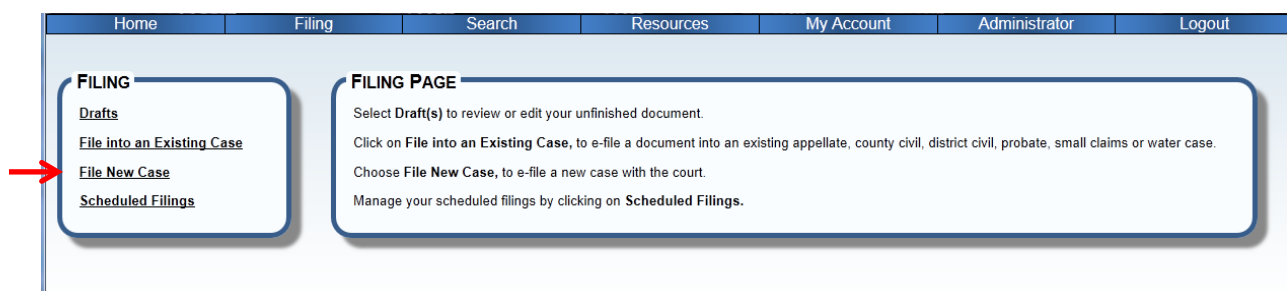 Home Filing Search Resources My Account Administrator Logout
FILING
Drafts
File into an Existing Case
File New Case
Scheduled Filings
FILING PAGE
Select Draft(s) to review or edit your unfinished document.
Click on File into an Existing Case, to e-file a document into an existing appellate, county civil, district civil, probate, small claims or water case.
Choose File New Case, to e-file a new case with the court.
Manage your scheduled filings by clicking on Scheduled Filings.